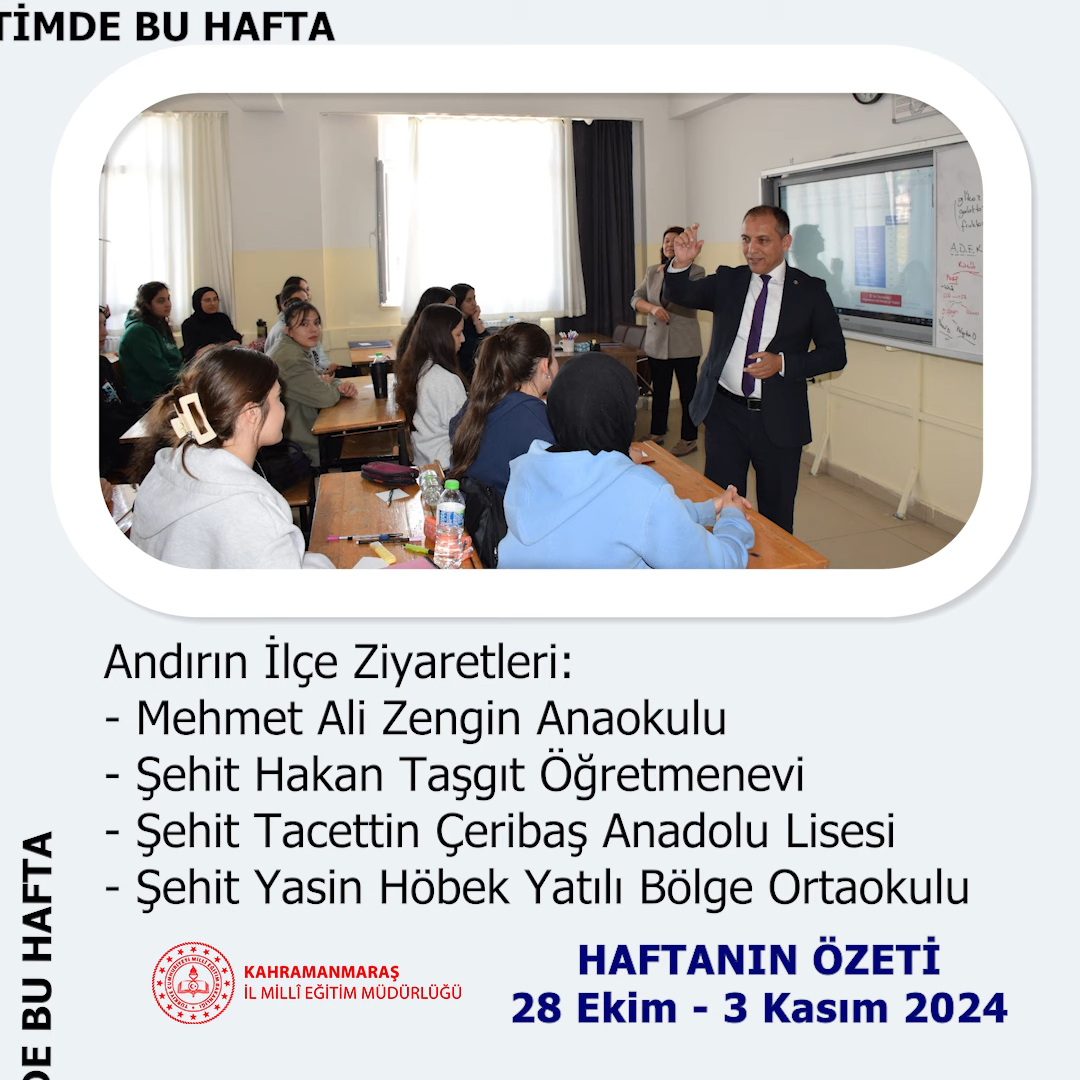 TİMDE BU HAFTA
Andırın İlçe Ziyaretleri:
- Mehmet Ali Zengin Anaokulu
- Şehit Hakan Taşgıt Öğretmenevi
- Şehit Tacettin Çeribaş Anadolu Lisesi
- Şehit Yasin Höbek Yatılı Bölge Ortaokulu
DE BU HAFTA
KAHRAMANMARAŞ
İL MİLLÎ EĞİTİM MÜDÜRLÜĞÜ
HAFTANIN ÖZETİ
28 Ekim - 3 Kasım 2024